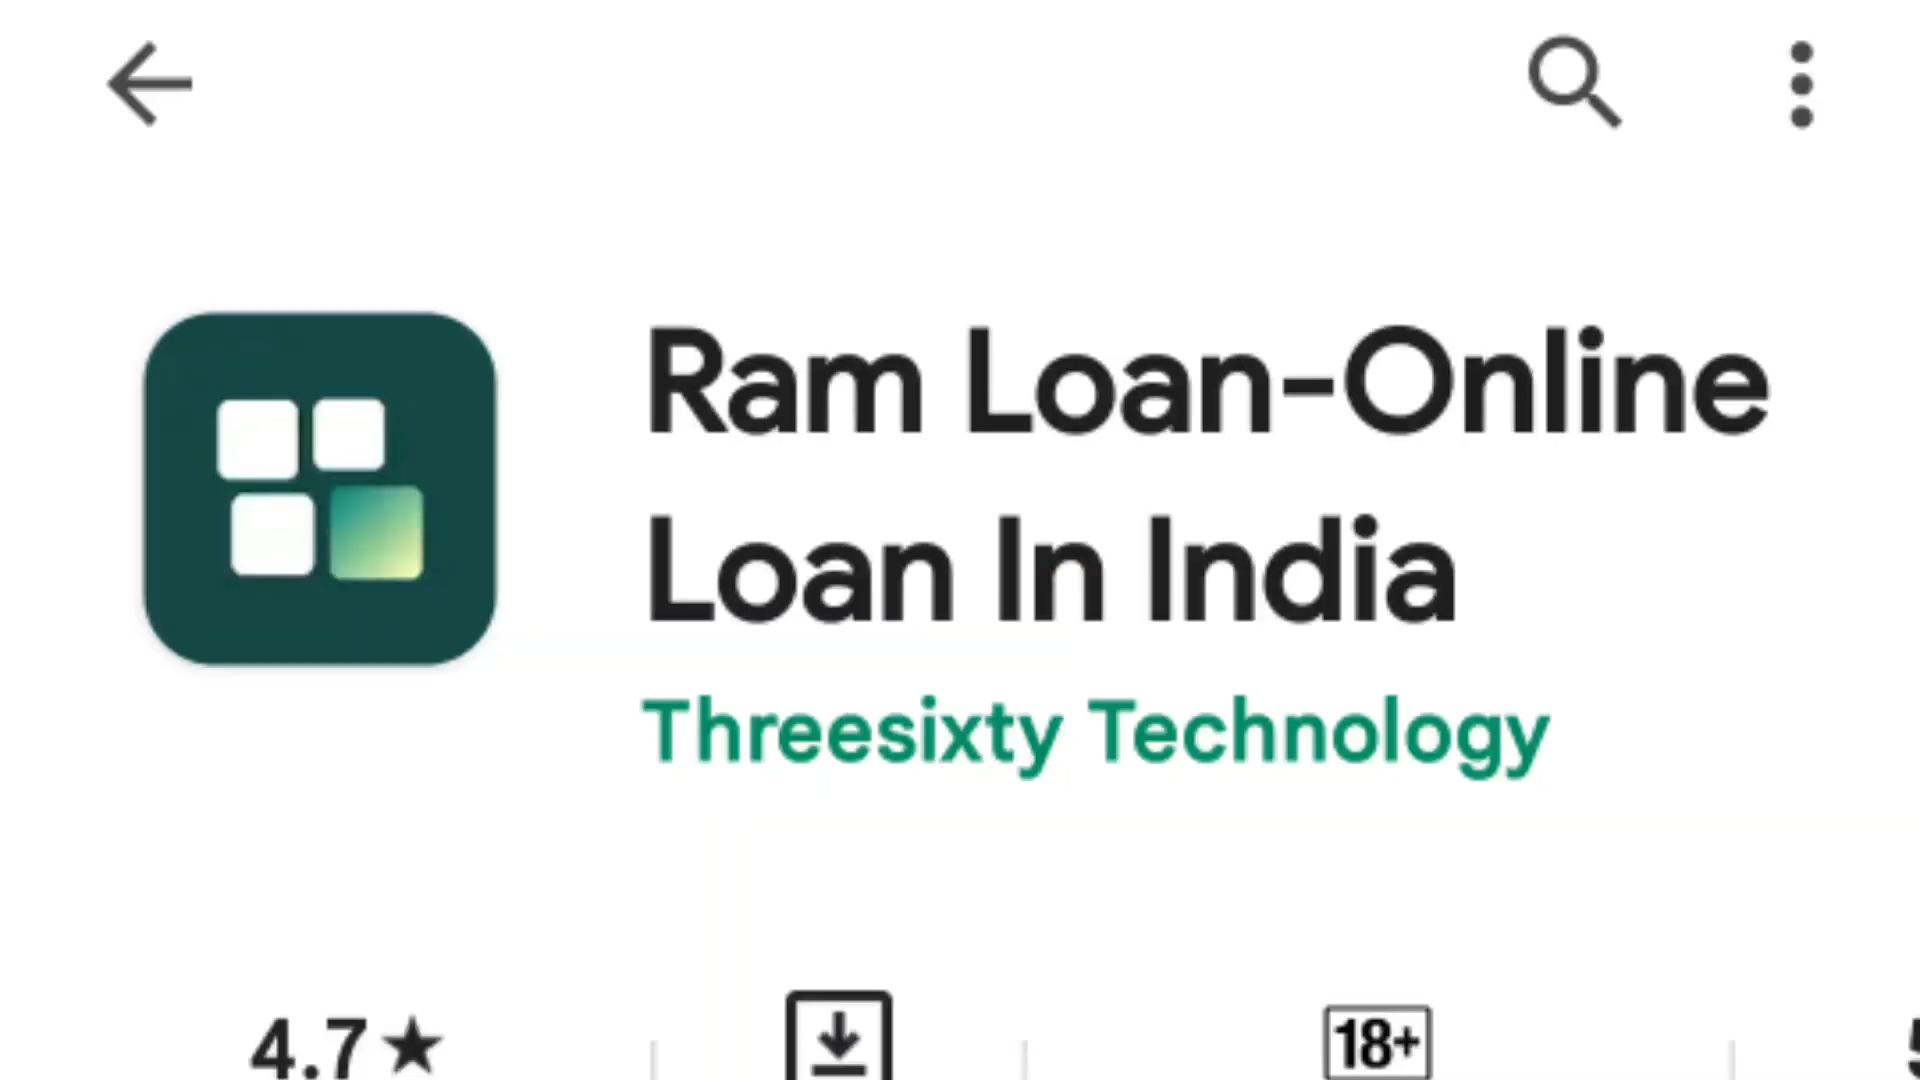 Ram Loan-Online
Loan In India
Threesixty Technology
4.7★
18+